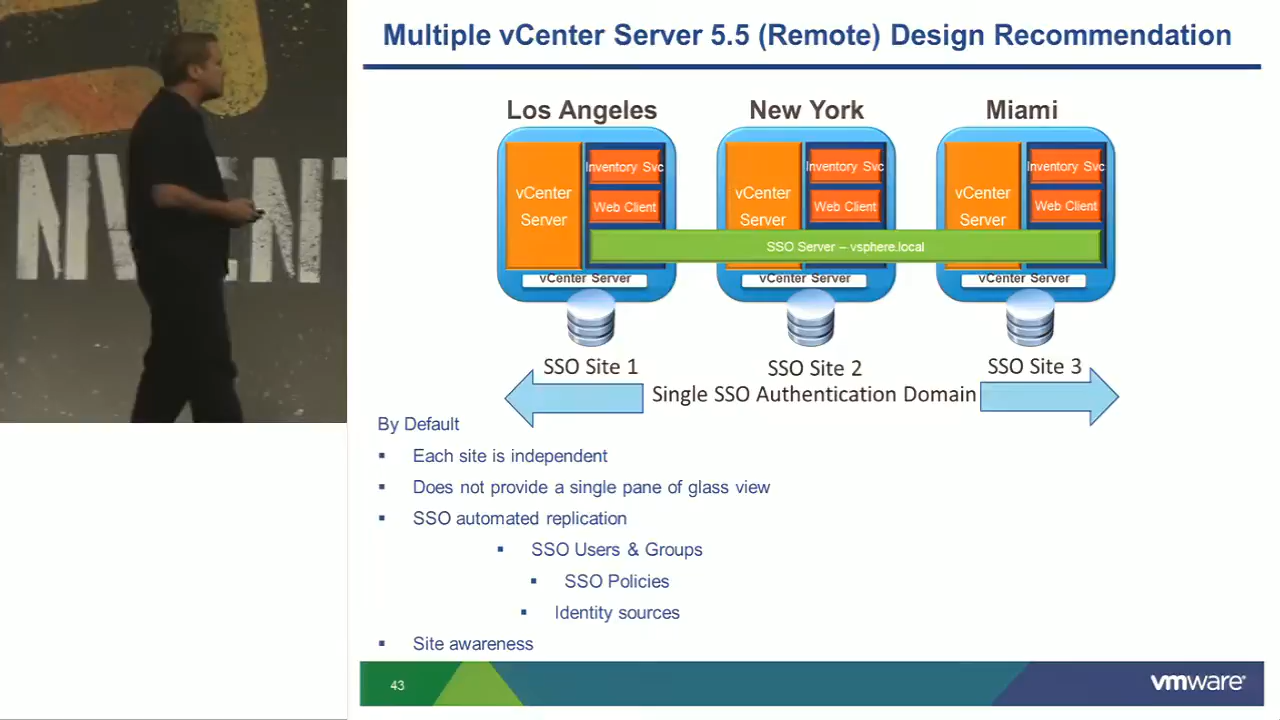 NVENT
Multiple vCenter Server 5.5 (Remote) Design Recommendation
Los Angeles
New York
Miami
vCenter
Server
Inventory Svc
Web Client
vCenter
Server
Inventory Svc
Web Client
vCenter
Server
Inventory Svc
Web Client
SSO Server – vsphere.local
vCenter Server
vCenter Server
vCenter Server
SSO Site 1
SSO Site 2
SSO Site 3
Single SSO Authentication Domain
By Default
▪ Each site is independent
▪ Does not provide a single pane of glass view
▪ SSO automated replication
▪ SSO Users & Groups
▪ SSO Policies
▪ Identity sources
▪ Site awareness
43
vmware®